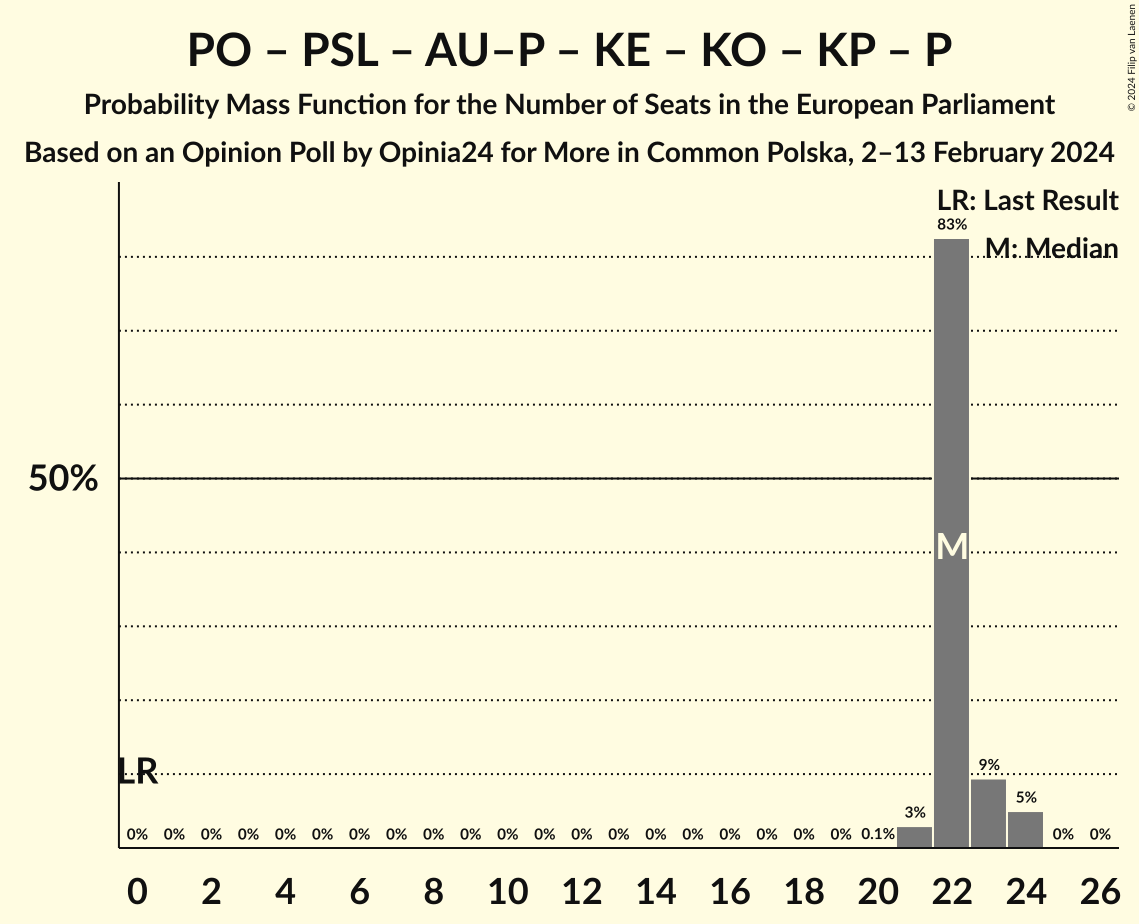 PO – PSL – AU–P – KE – KO – KP – P
Probability Mass Function for the Number of Seats in the European Parliament
Based on an Opinion Poll by Opinia24 for More in Common Polska, 2–13 February 2024
© 2024 Filip van Laenen
LR: Last Result
M: Median
83%
50%
M
LR
9%
5%
3%
0% 0% 0% 0% 0% 0% 0% 0% 0% 0% 0% 0% 0% 0% 0% 0% 0% 0% 0% 0% 0.1% 0% 0%
0 2 4 6 8 10 12 14 16 18 20 22 24 26